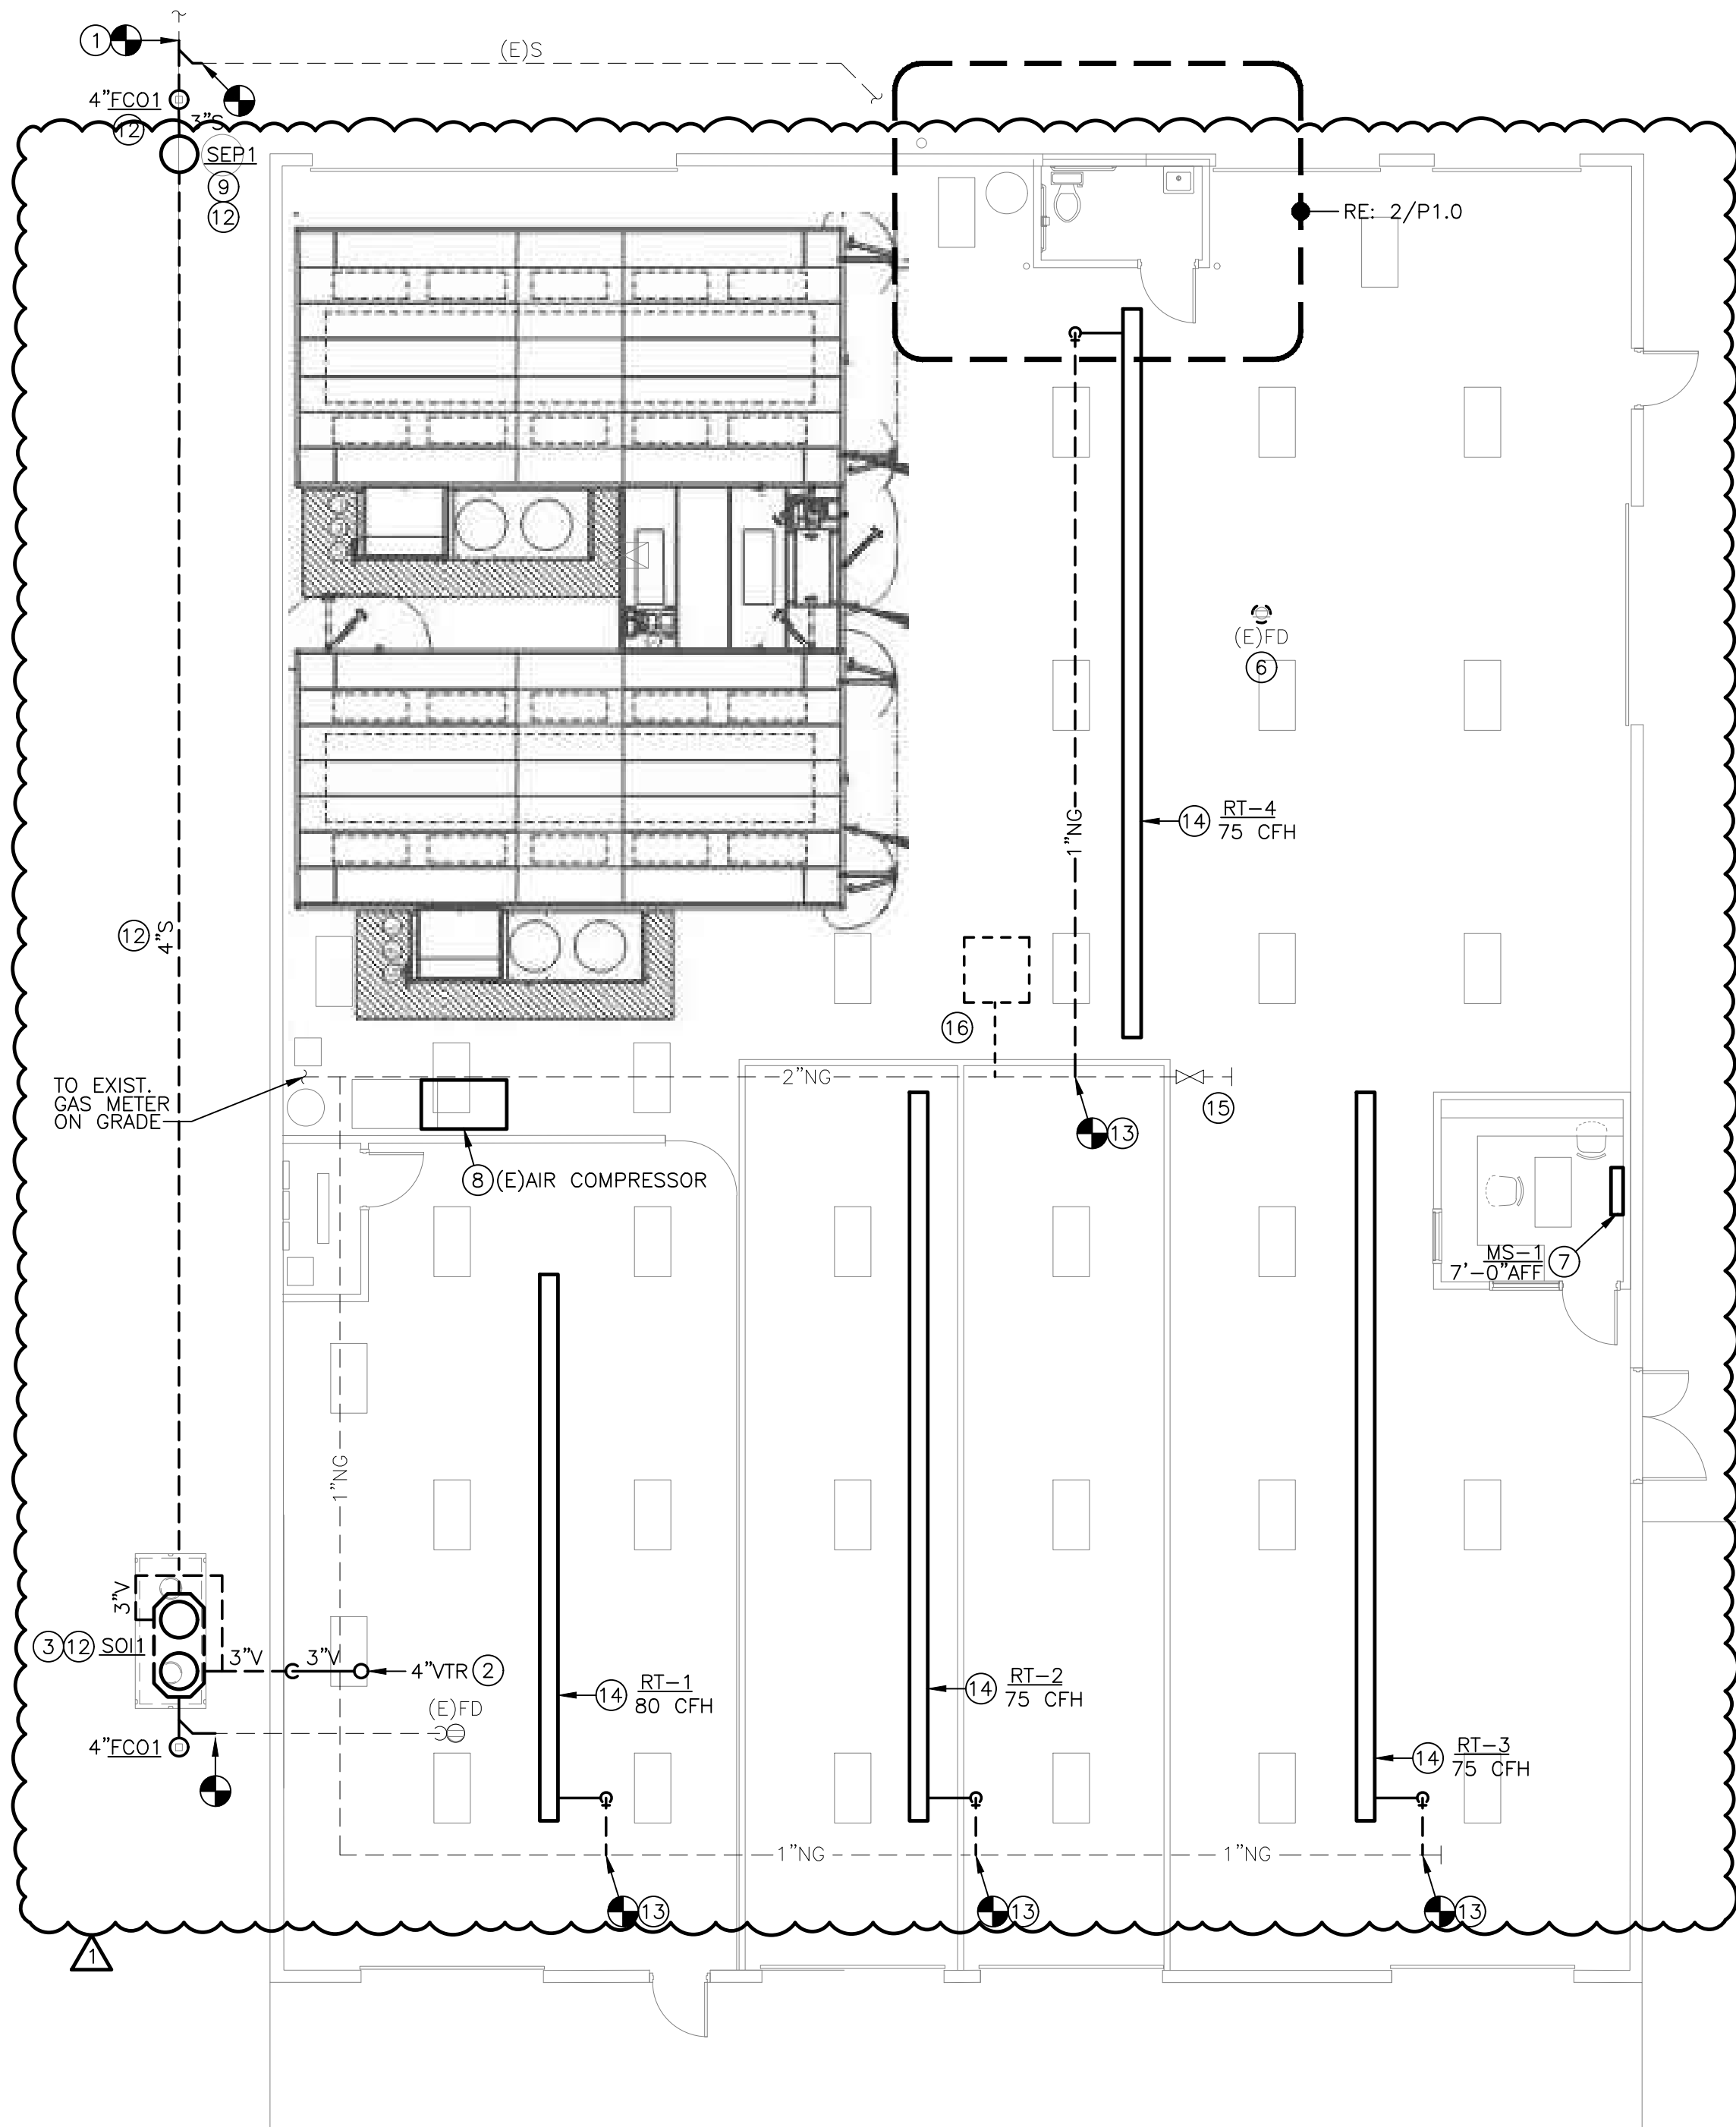 1
(E)S
4"FCO1
12
3"S
SEP1
9
12
RE: 2/P1.0
(E)FD
6
1"NG
14 RT-4
75 CFH
12
4"S
16
TO EXIST.
GAS METER
ON GRADE
2"NG
15
13
8 (E)AIR COMPRESSOR
MS-1
7'-0"AFF
7
1"NG
3"V
3 12 SOI1
3"V
3"V
4"VTR 2
(E)FD
4"FCO1
14 RT-1
80 CFH
14 RT-2
75 CFH
14 RT-3
75 CFH
1"NG
1"NG
13
13
13
1